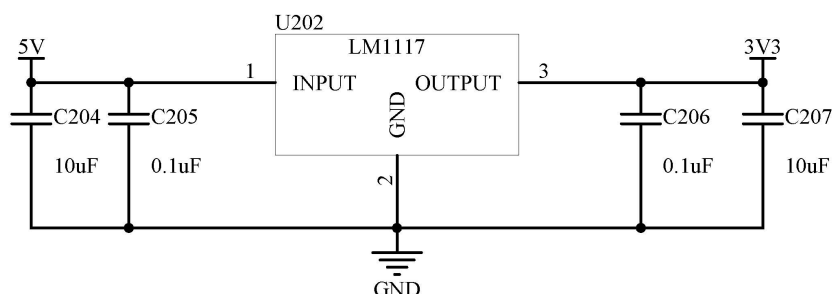 U202
5V
LM1117
3V3
1
INPUT
OUTPUT
3
GND
C204
C205
C206
C207
10uF
0.1uF
0.1uF
10uF
2
GND